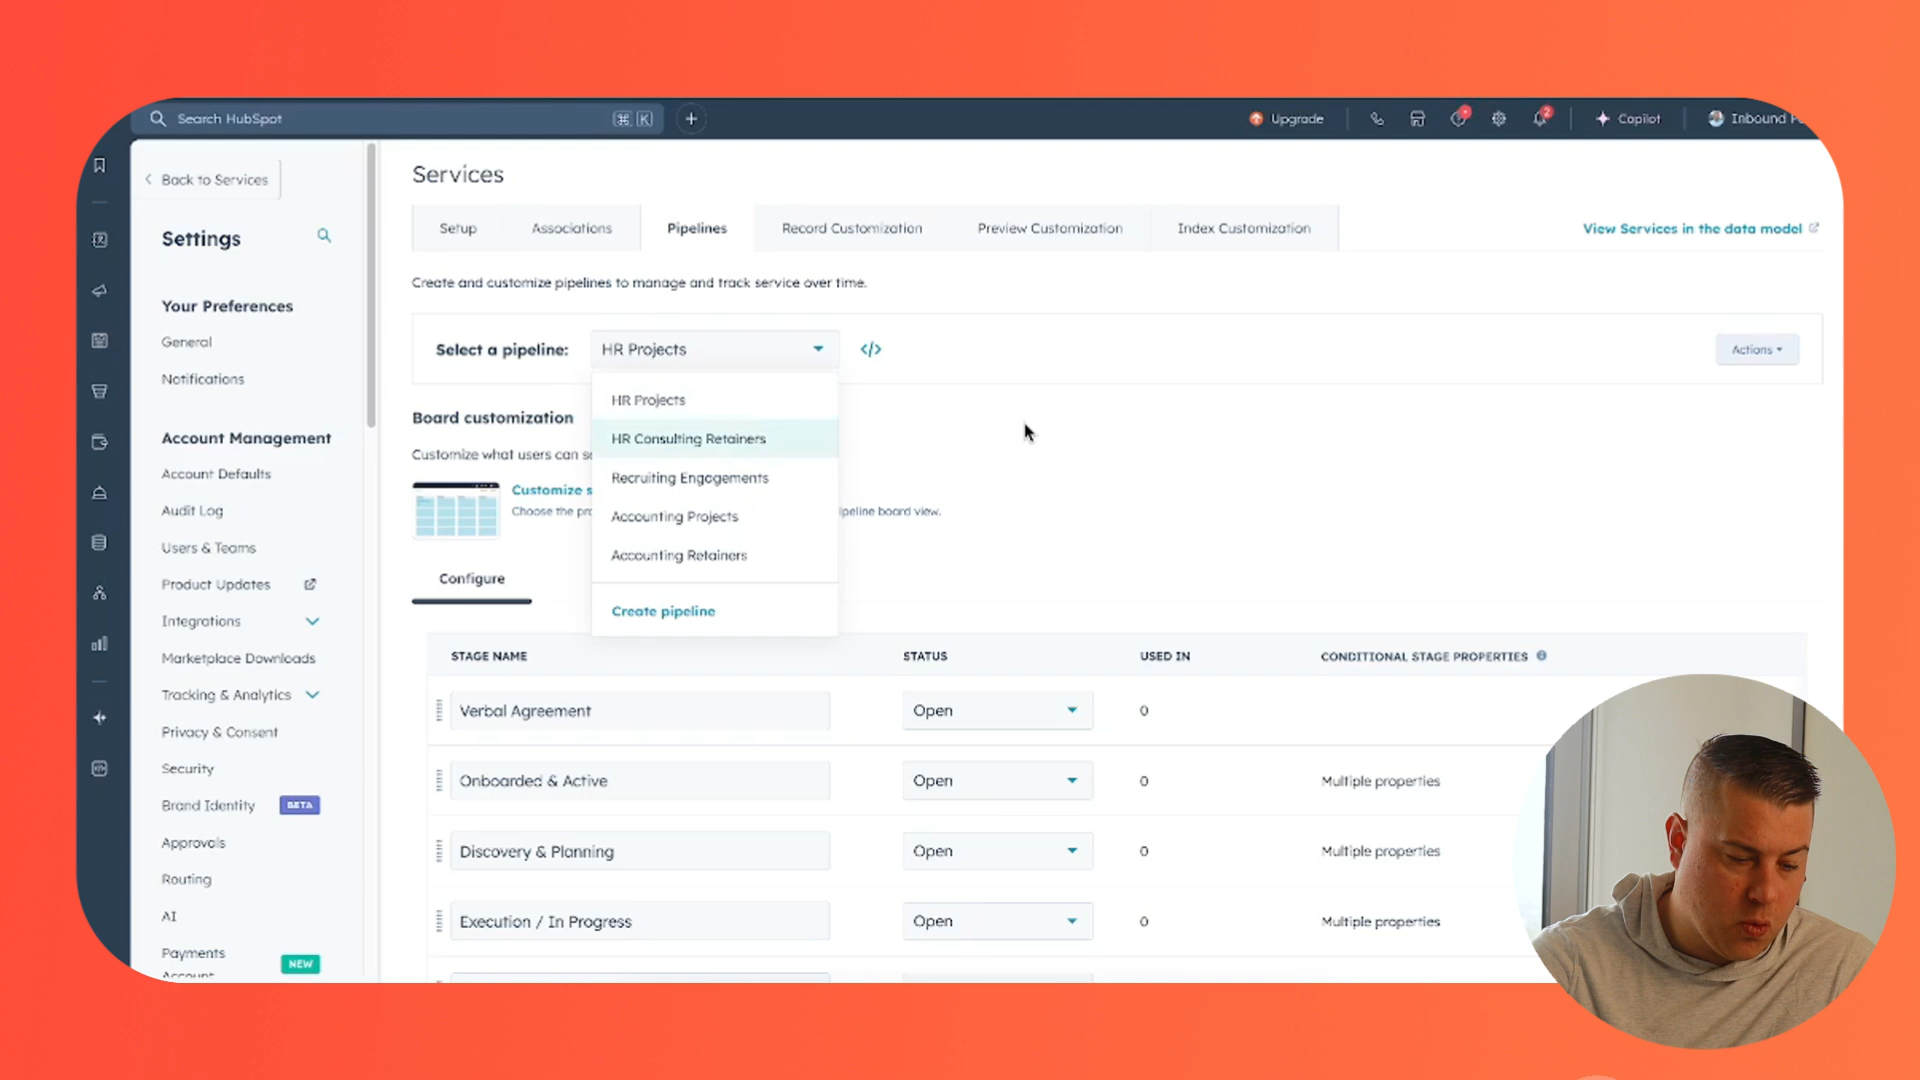 Search HubSpot
⌘ K
Upgrade
Copilot
Inbound
Back to Services
Settings
Your Preferences
General
Notifications
Account Management
Account Defaults
Audit Log
Users & Teams
Product Updates
Integrations
Marketplace Downloads
Tracking & Analytics
Privacy & Consent
Security
Brand Identity BETA
Approvals
Routing
AI
Payments
Account
NEW
Services
Setup
Associations
Pipelines
Record Customization
Preview Customization
Index Customization
View Services in the data model
Create and customize pipelines to manage and track service over time.
Select a pipeline:
HR Projects
</>
Actions
HR Projects
HR Consulting Retainers
Recruiting Engagements
Accounting Projects
Accounting Retainers
Create pipeline
Board customization
Customize what users can
Customize
Choose the
board view.
Configure
STAGE NAME STATUS USED IN CONDITIONAL STAGE PROPERTIES
Verbal Agreement Open 0
Onboarded & Active Open 0 Multiple properties
Discovery & Planning Open 0 Multiple properties
Execution / In Progress Open 0 Multiple properties